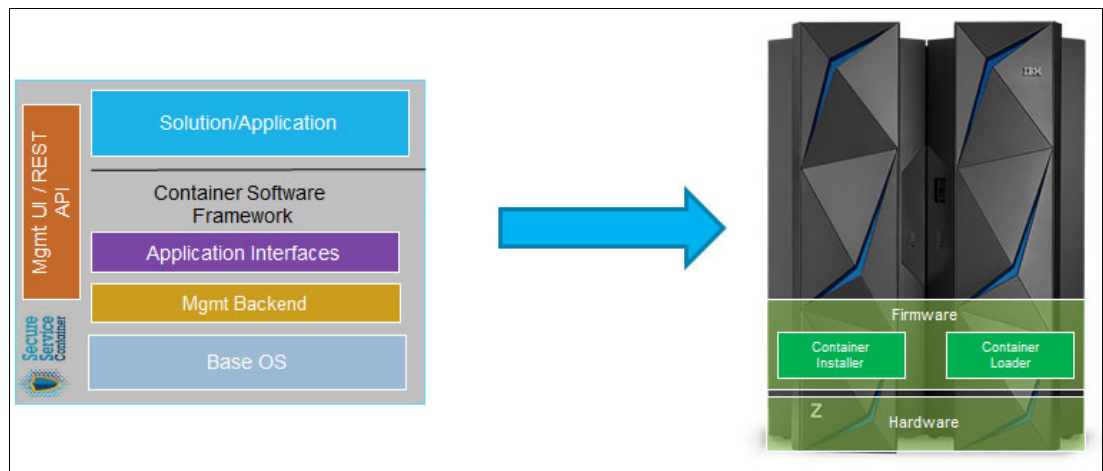 Mgmt UI / REST
API
Solution/Application
Container Software
Framework
Application Interfaces
Mgmt Backend
Base OS
Secure
Service
Container
IBM
Firmware
Container
Installer
Container
Loader
Z
Hardware